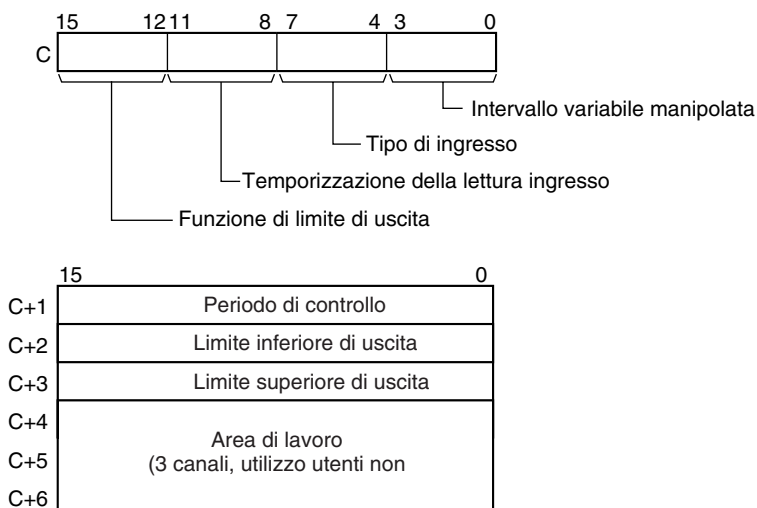 15 12 11 8 7 4 3 0
C
Intervallo variabile manipolata
Tipo di ingresso
Temporizzazione della lettura ingresso
Funzione di limite di uscita
15 0
C+1 Periodo di controllo
C+2 Limite inferiore di uscita
C+3 Limite superiore di uscita
C+4
Area di lavoro
C+5 (3 canali, utilizzo utenti non
C+6